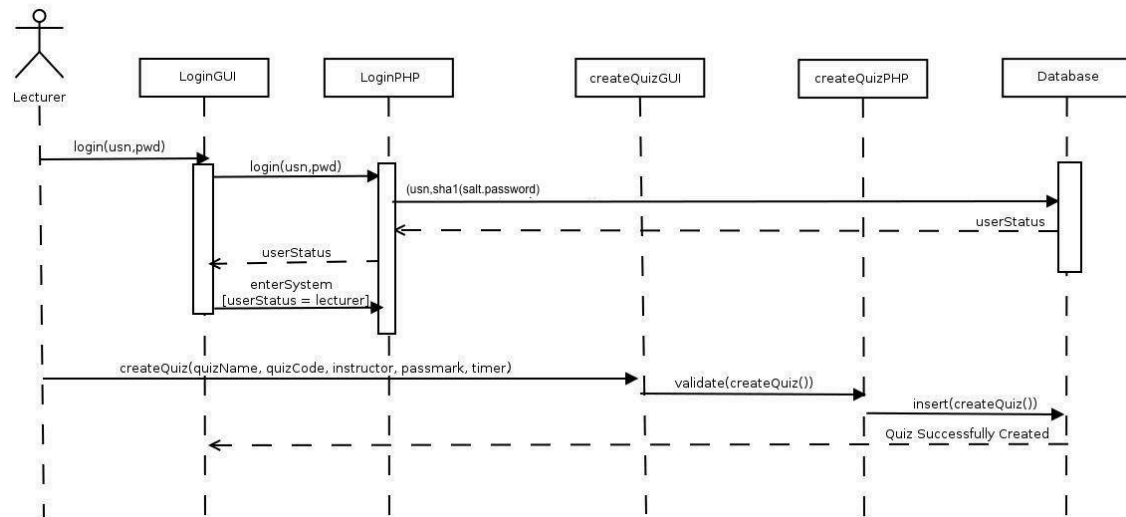 LoginGUI
LoginPHP
createQuizGUI
createQuizPHP
Database
Lecturer
login(usn,pwd)
login(usn,pwd)
(usn,sha1(salt.password)
userStatus
userStatus
enterSystem
[userStatus = lecturer]
createQuiz(quizName, quizCode, instructor, passmark, timer)
validate(createQuiz())
insert(createQuiz())
Quiz Successfully Created